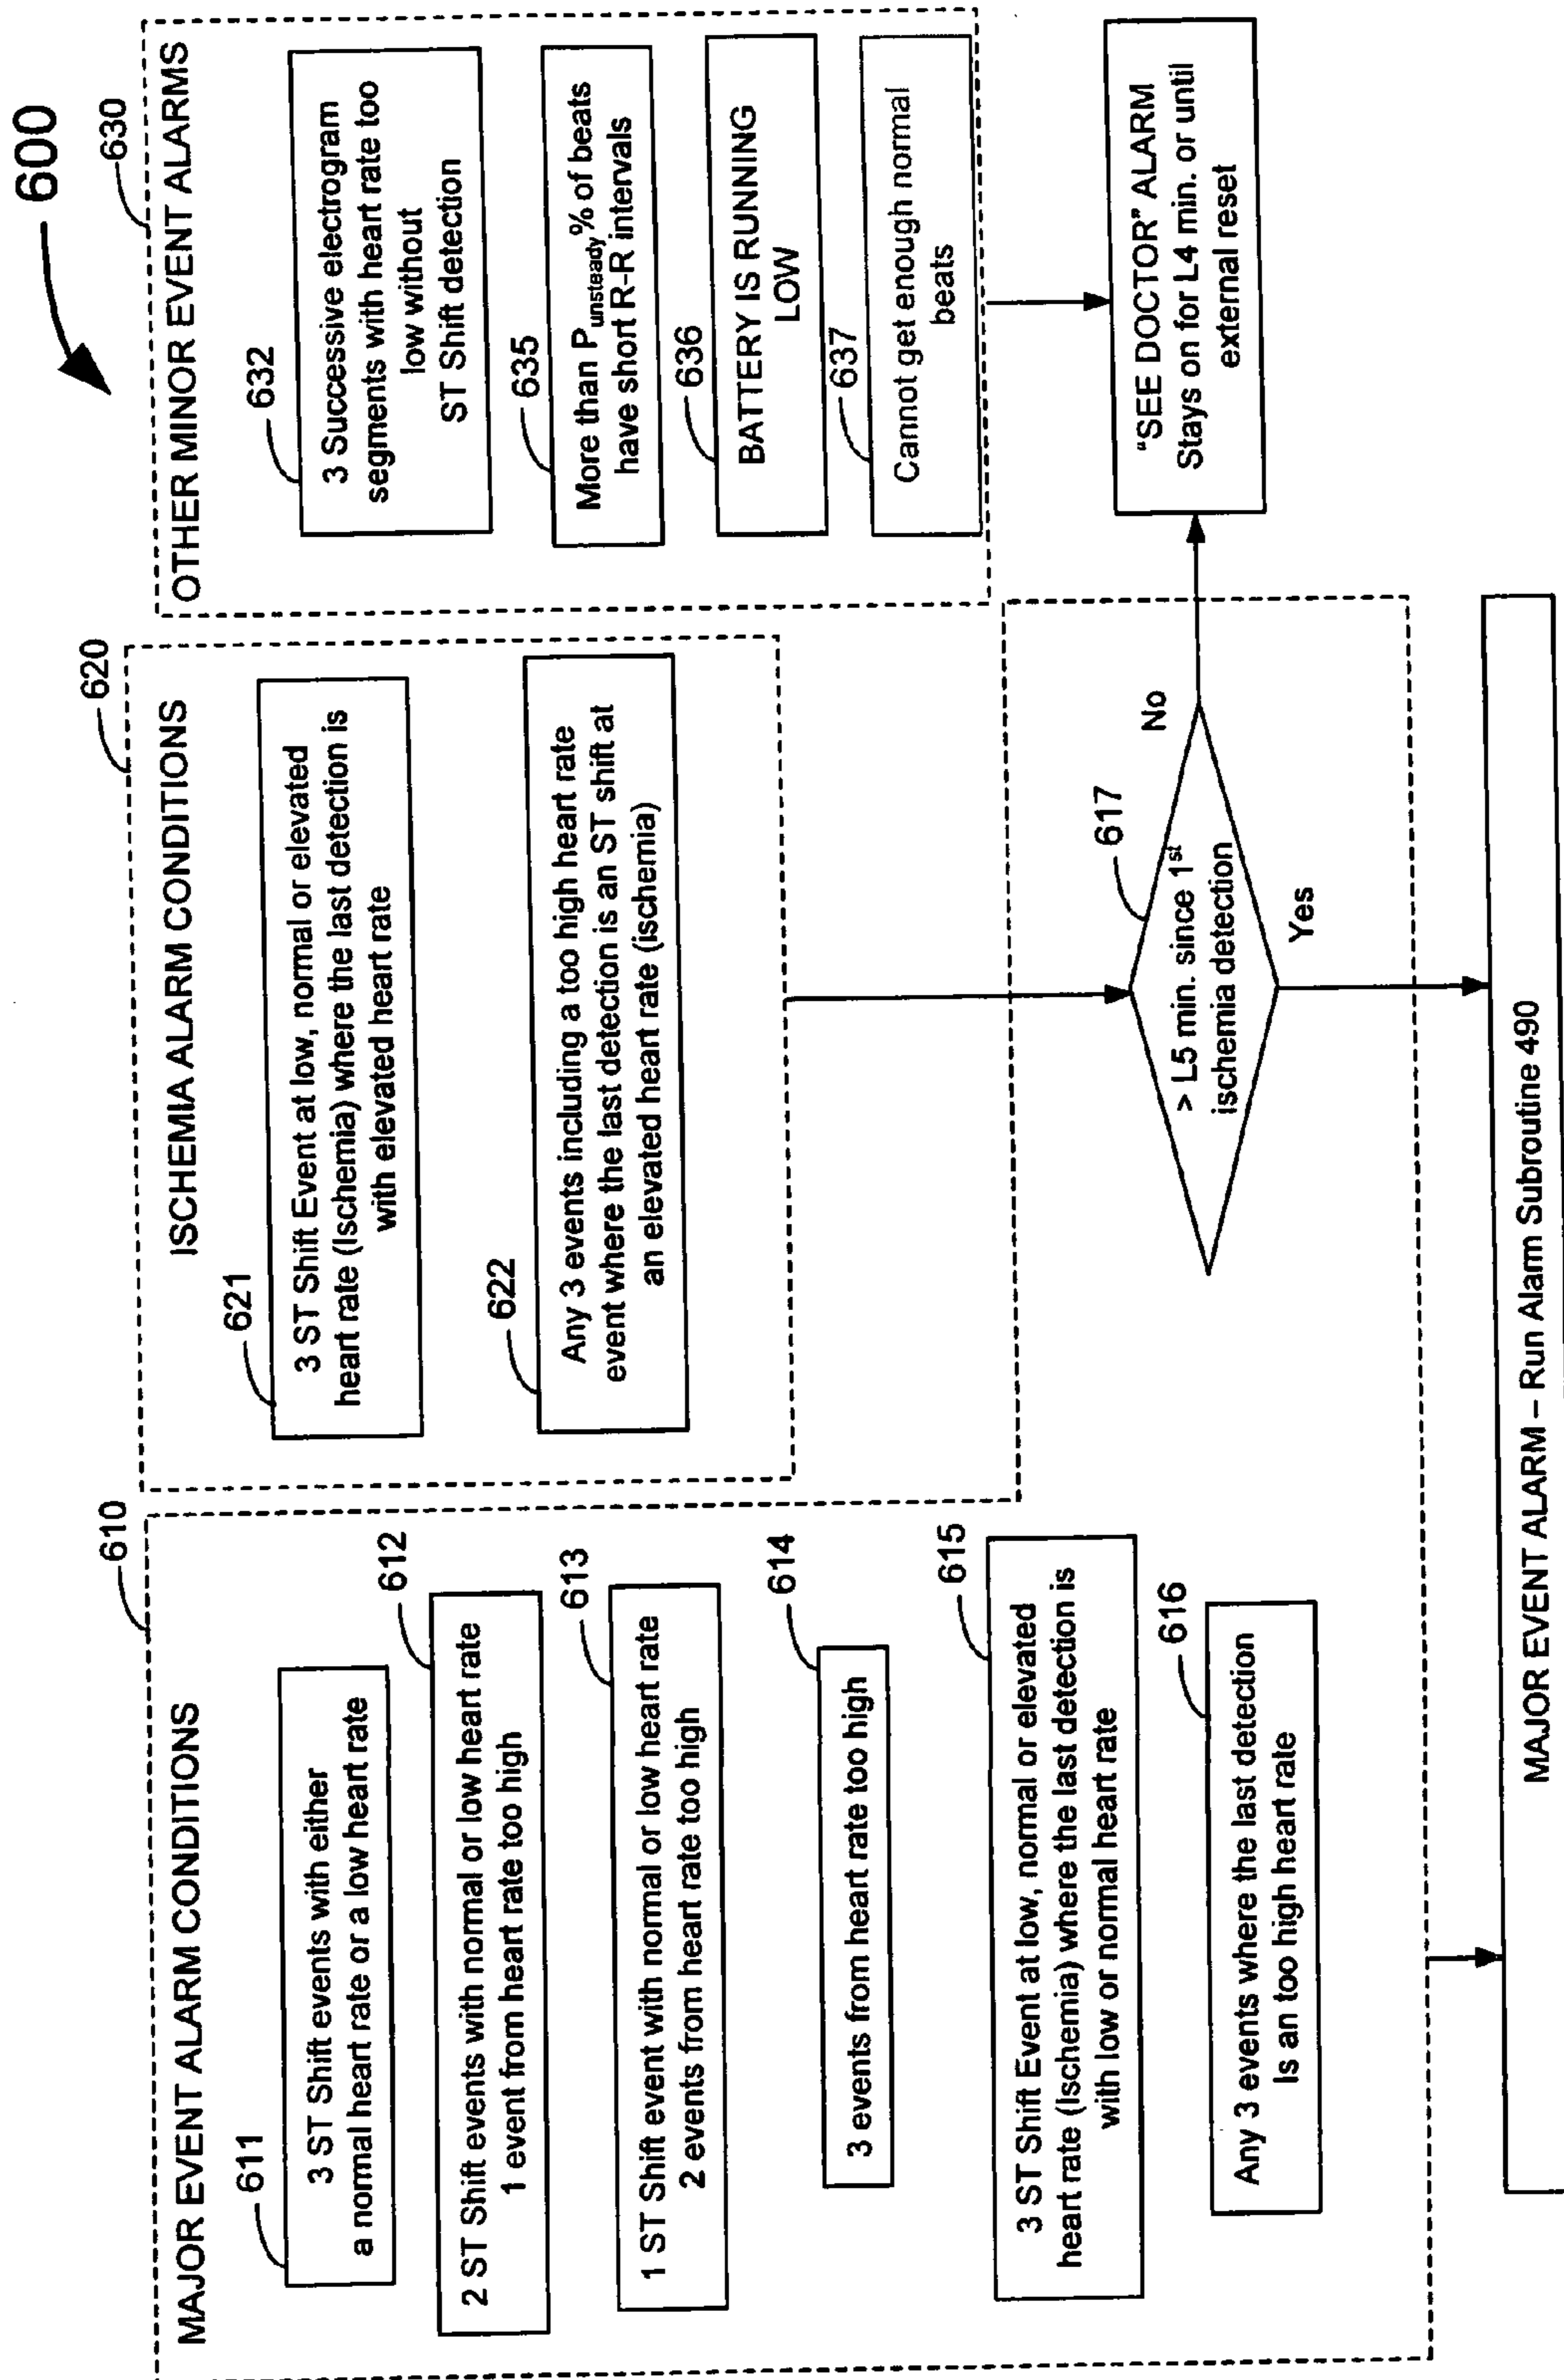 600
610
MAJOR EVENT ALARM CONDITIONS
611
3 ST Shift events with either
a normal heart rate or a low heart rate
612
2 ST Shift events with normal or low heart rate
1 event from heart rate too high
613
1 ST Shift event with normal or low heart rate
2 events from heart rate too high
614
3 events from heart rate too high
615
3 ST Shift Event at low, normal or elevated
heart rate (Ischemia) where the last detection is
with low or normal heart rate
616
Any 3 events where the last detection
Is an too high heart rate
620
ISCHEMIA ALARM CONDITIONS
621
3 ST Shift Event at low, normal or elevated
heart rate (Ischemia) where the last detection is
with elevated heart rate
622
Any 3 events including a too high heart rate
event where the last detection is an ST shift at
an elevated heart rate (ischemia)
617
> L5 min. since 1st
ischemia detection
No
Yes
630
OTHER MINOR EVENT ALARMS
632
3 Successive electrogram
segments with heart rate too
low without
ST Shift detection
635
More than Punsteady% of beats
have short R-R intervals
636
BATTERY IS RUNNING
LOW
637
Cannot get enough normal
beats
"SEE DOCTOR" ALARM
Stays on for L4 min. or until
external reset
MAJOR EVENT ALARM – Run Alarm Subroutine 490